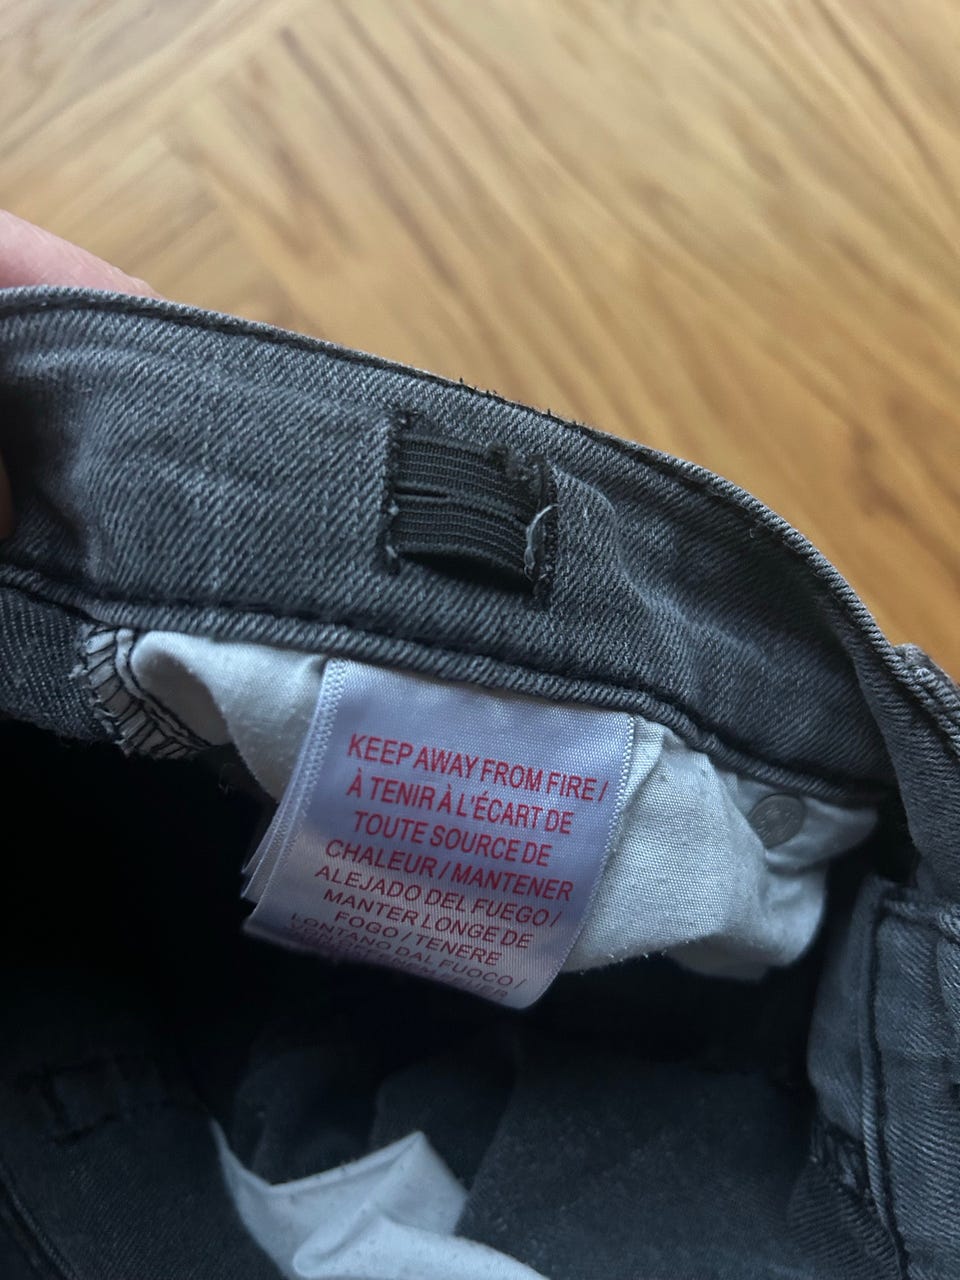 KEEP AWAY FROM FIRE /
À TENIR À L'ÉCART DE
TOUTE SOURCE DE
CHALEUR / MANTENER
ALEJADO DEL FUEGO /
MANTER LONGE DE
FOGO / TENERE
LONTANO DAL FUOCO /